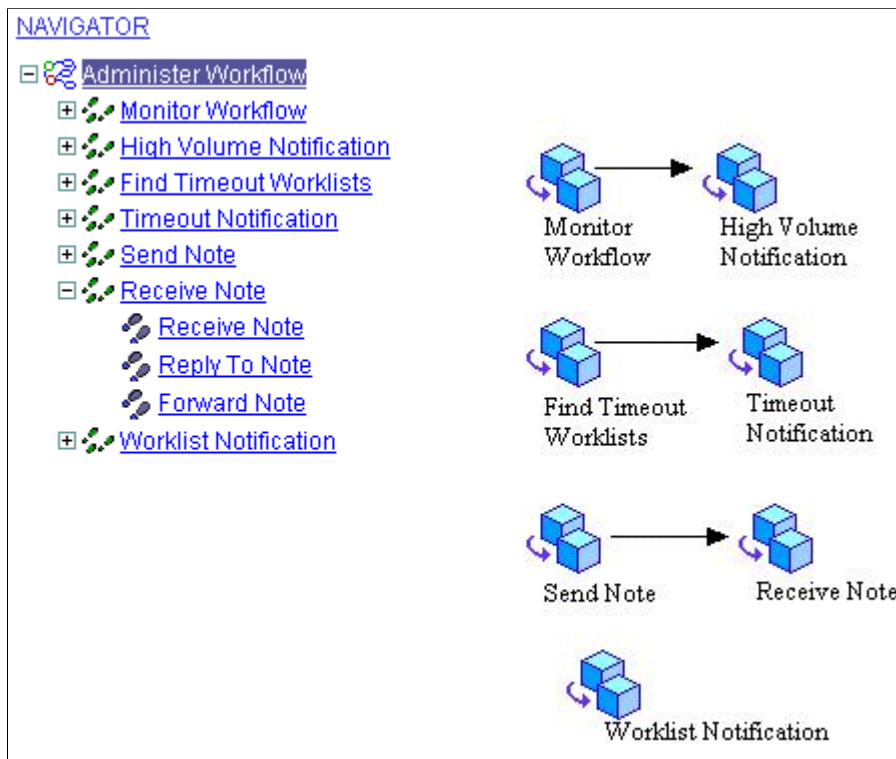 NAVIGATOR
Administer Workflow
Monitor Workflow
High Volume Notification
Find Timeout Worklists
Timeout Notification
Send Note
Receive Note
Receive Note
Reply To Note
Forward Note
Worklist Notification
Monitor
Workflow
High Volume
Notification
Find Timeout
Worklists
Timeout
Notification
Send Note
Receive Note
Worklist Notification